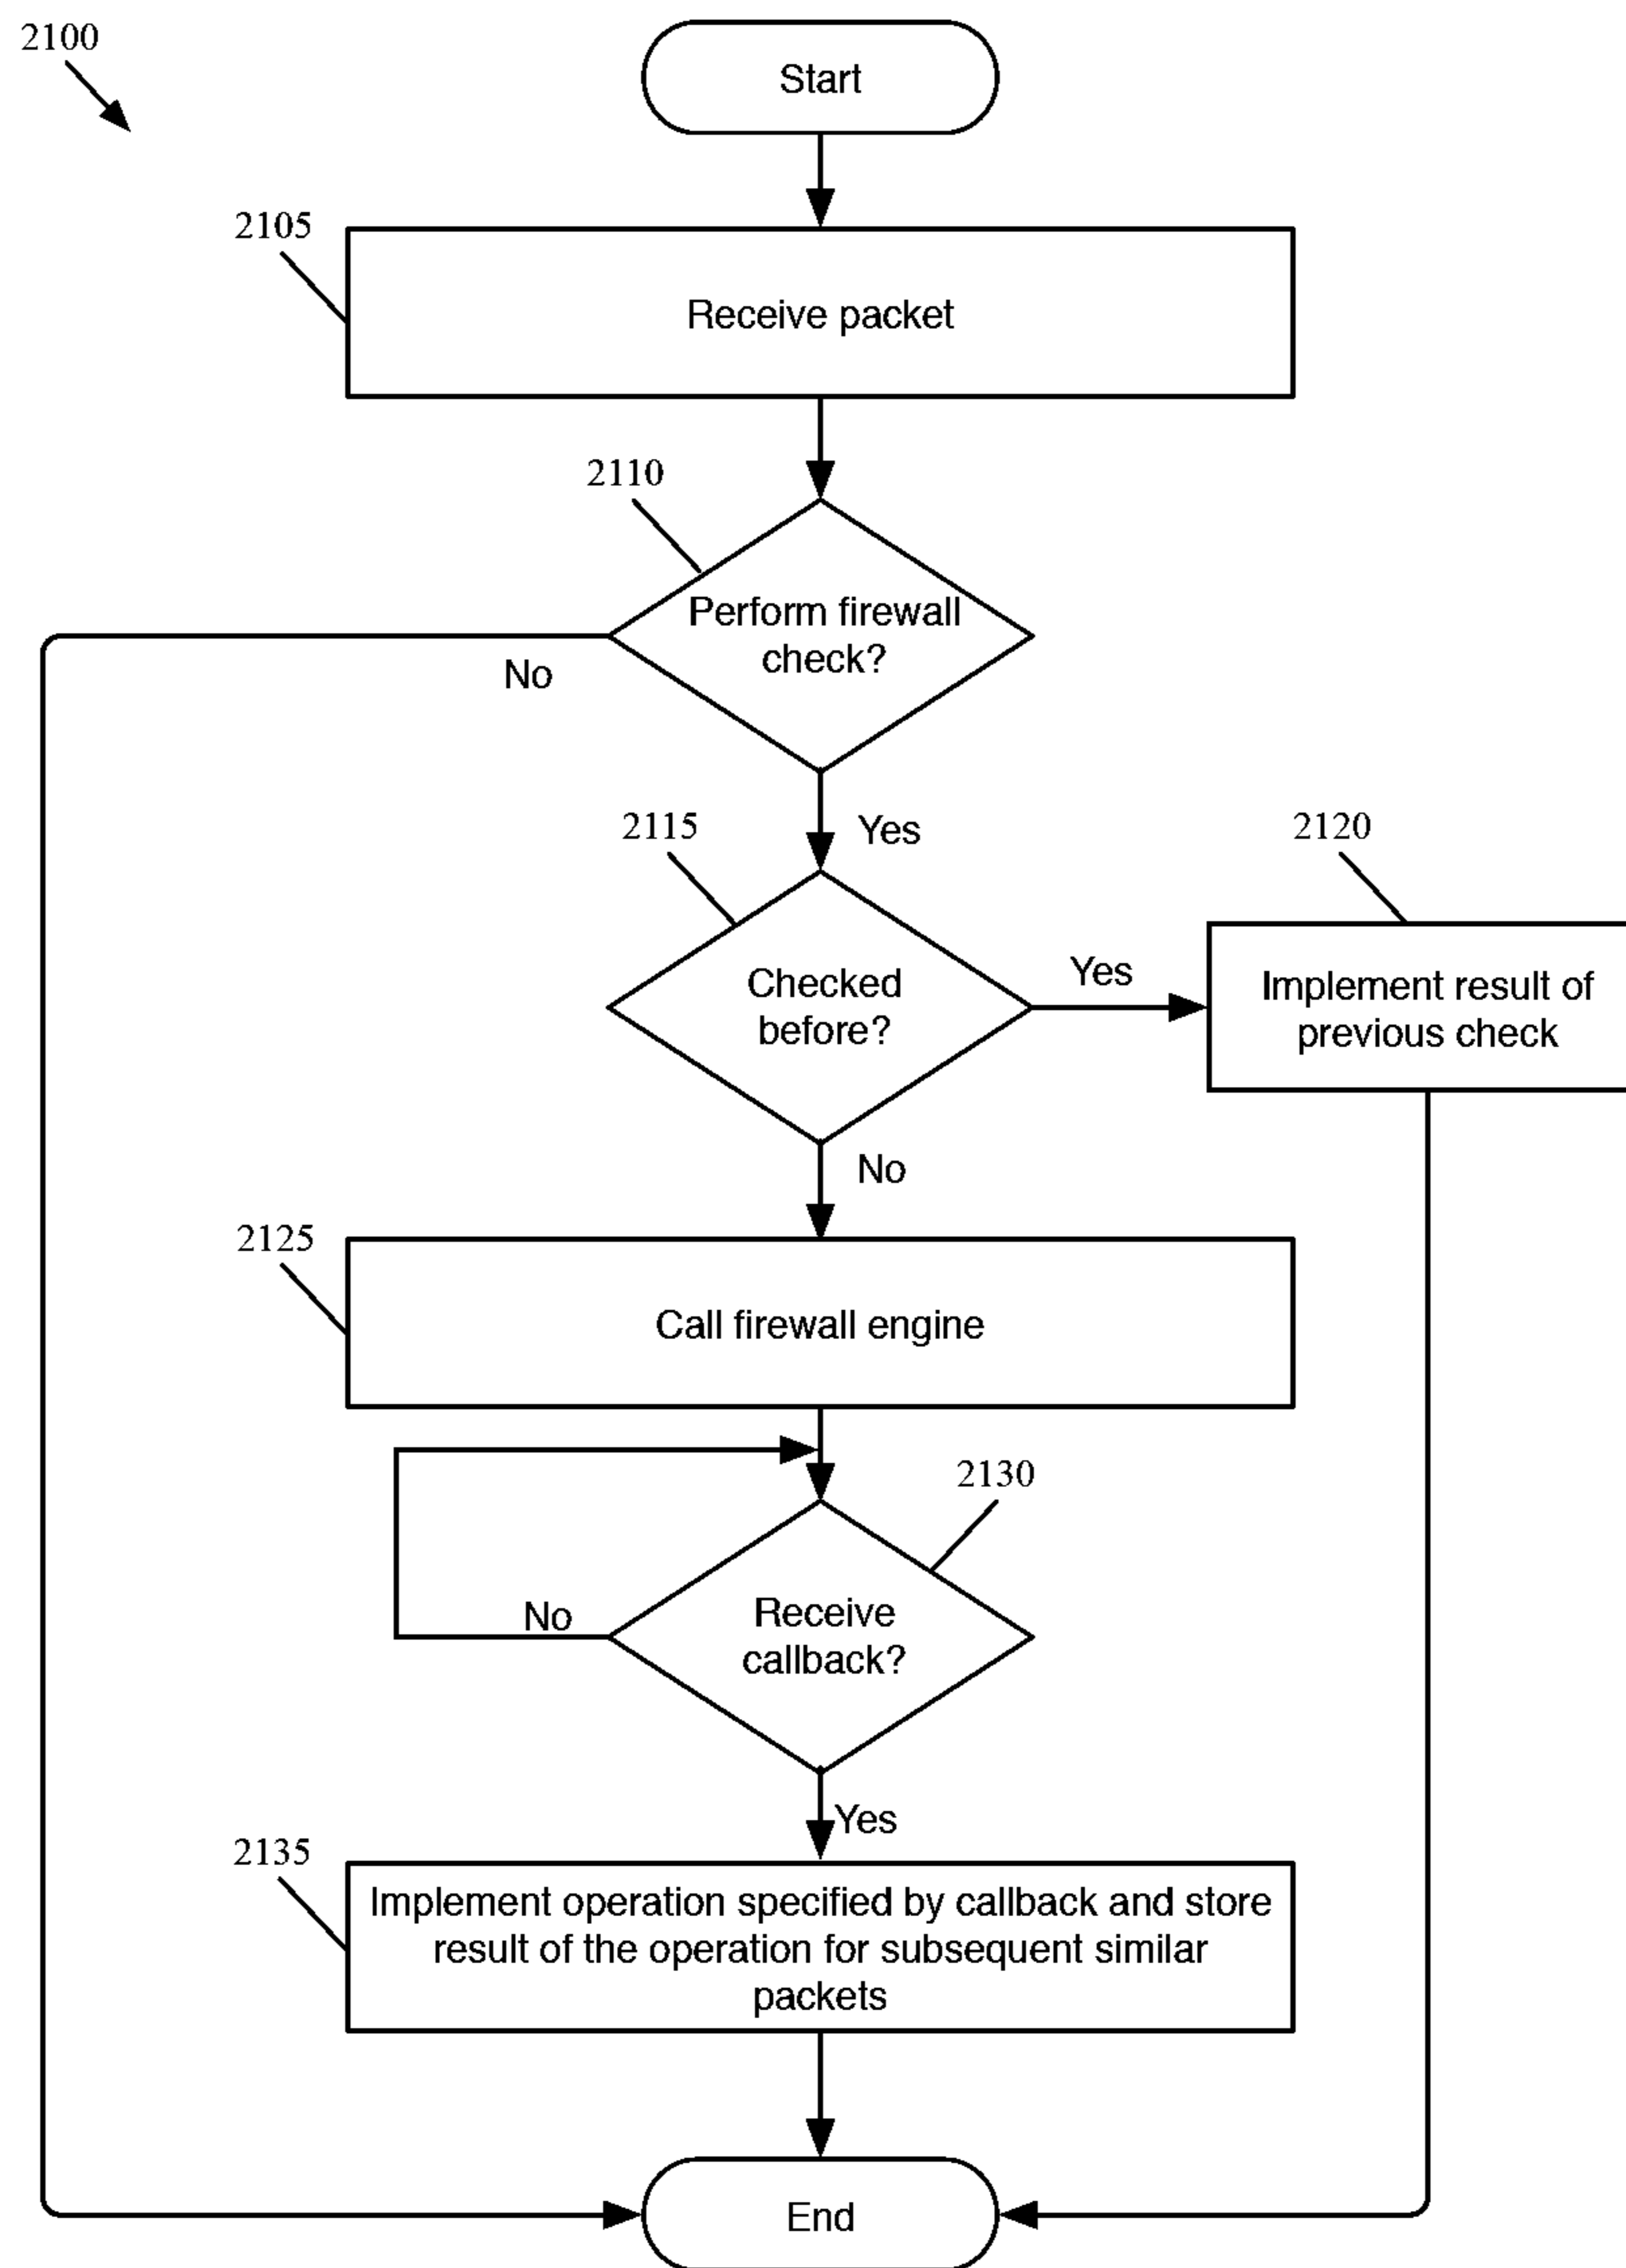 2100
Start
2105
Receive packet
2110
Perform firewall
check?
No
Yes
2115
2120
Checked
before?
Yes
Implement result of
previous check
No
2125
Call firewall engine
2130
Receive
callback?
No
Yes
2135
Implement operation specified by callback and store
result of the operation for subsequent similar
packets
End